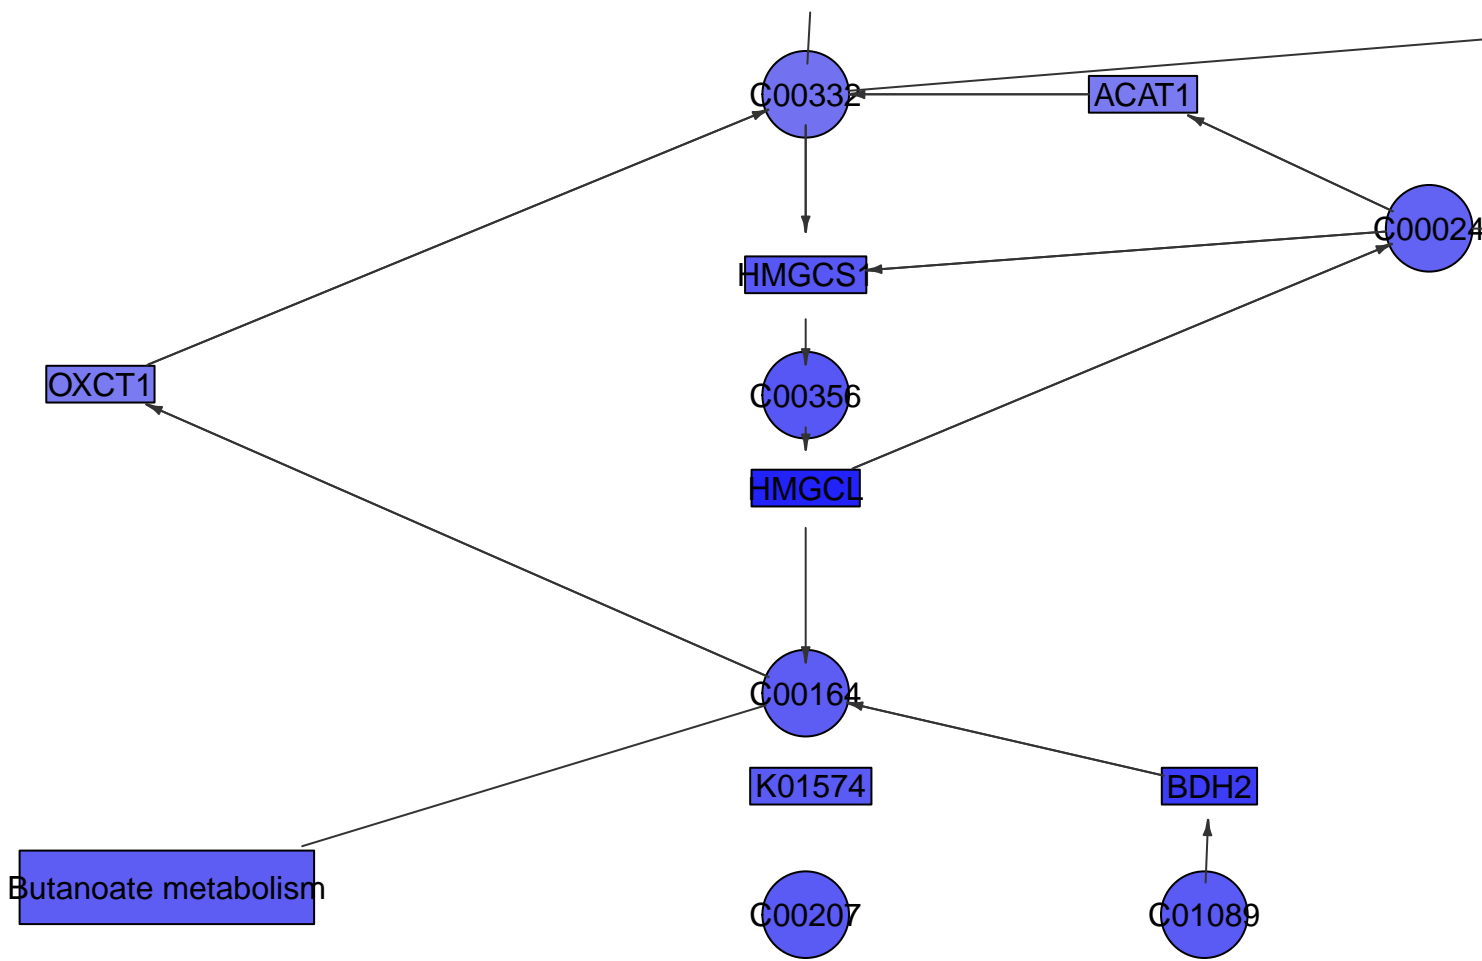 C00332
ACAT1
C00024
HMGCS1
OXCT1
C00356
HMGCL
C00164
K01574
BDH2
Butanoate metabolism
C00207
C01089